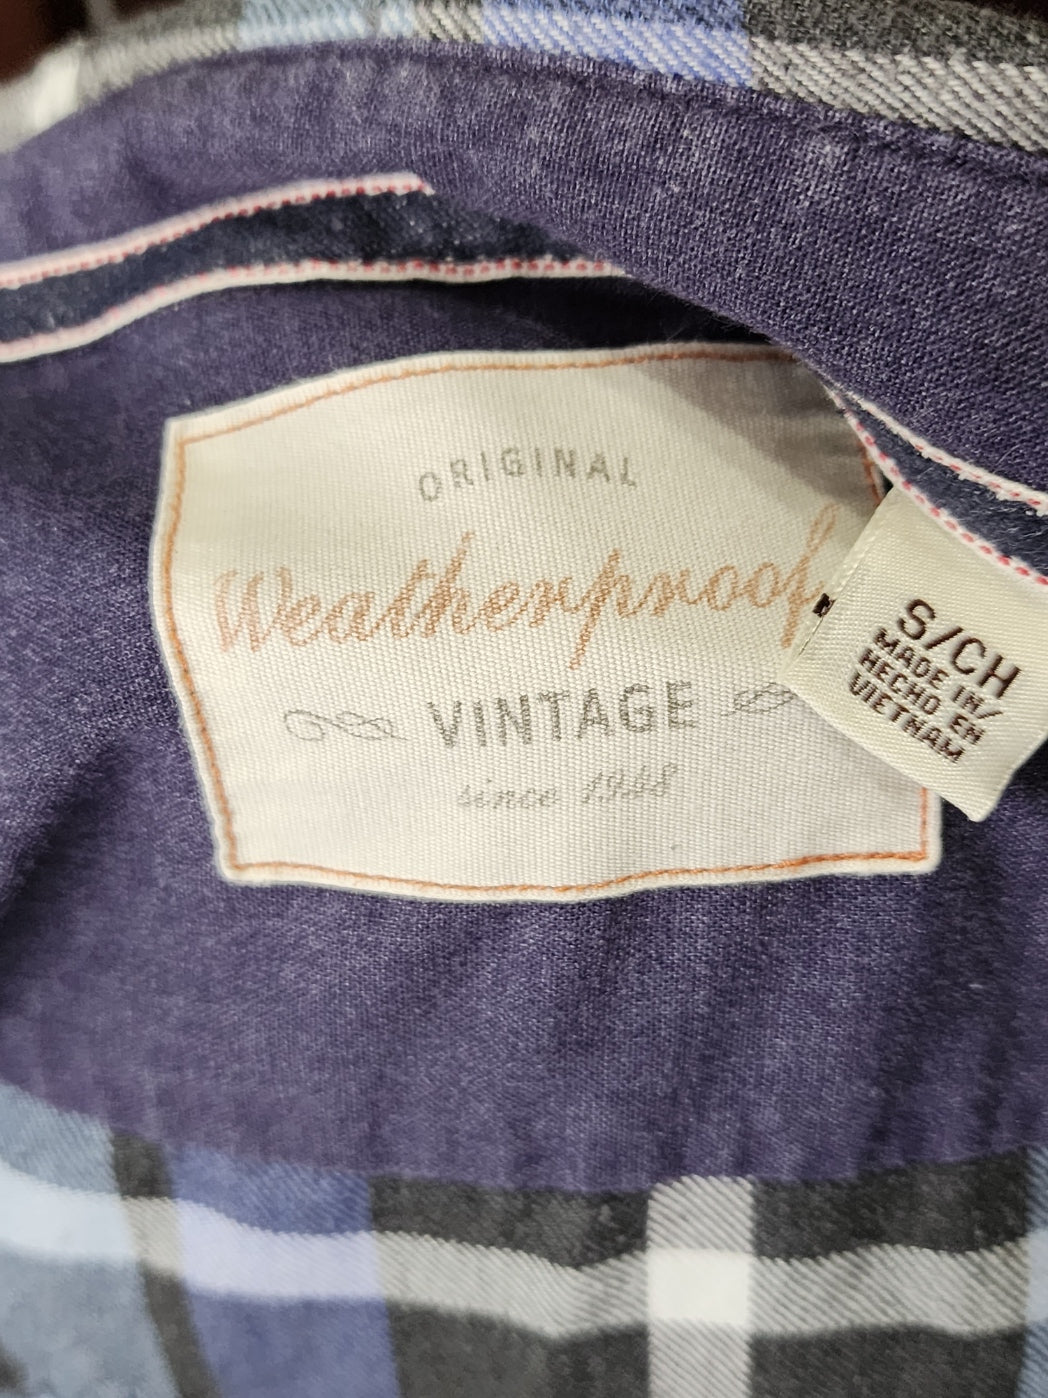 ORIGINAL
Weatherproof
VINTAGE
since 1948
S/CH
MADE IN/
HECHO EN
VIETNAM